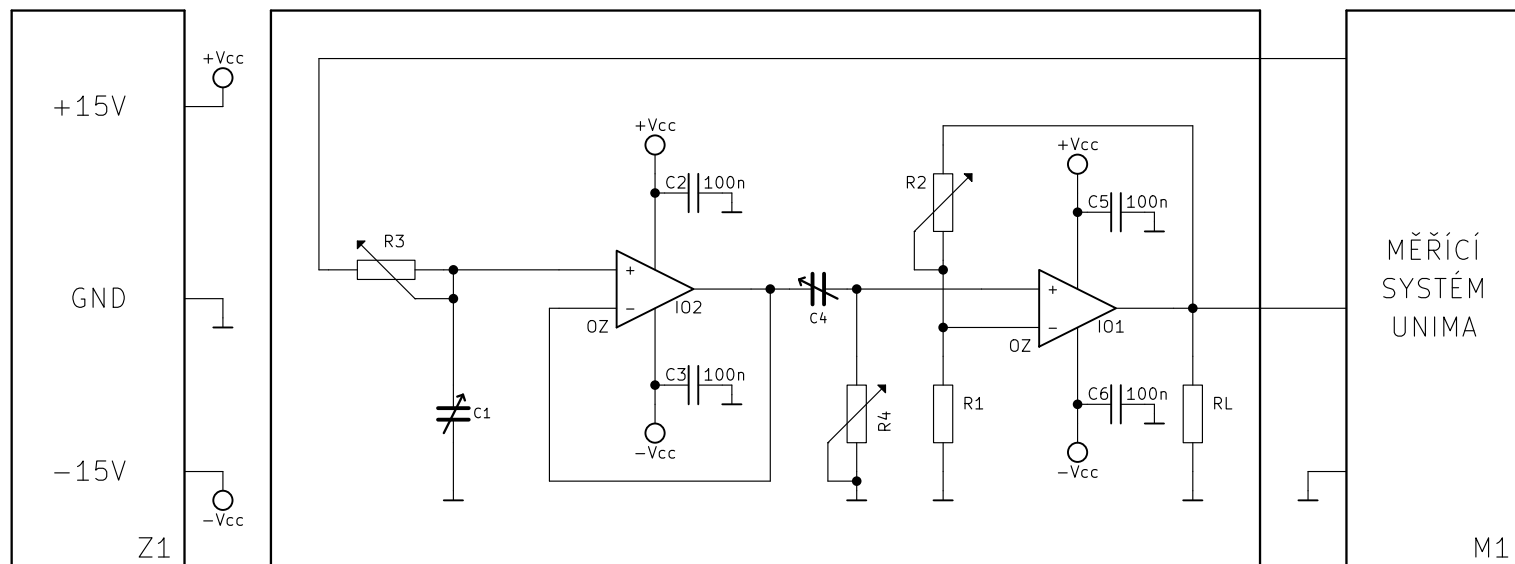 +15V
GND
-15V
Z1
+Vcc
-Vcc
R3
C1
+Vcc
C2 100n
+
-
IO2
OZ
C3 100n
-Vcc
C4
R4
R2
R1
+Vcc
C5 100n
+
-
IO1
OZ
C6 100n
-Vcc
RL
MĚŘÍCÍ
SYSTÉM
UNIMA
M1